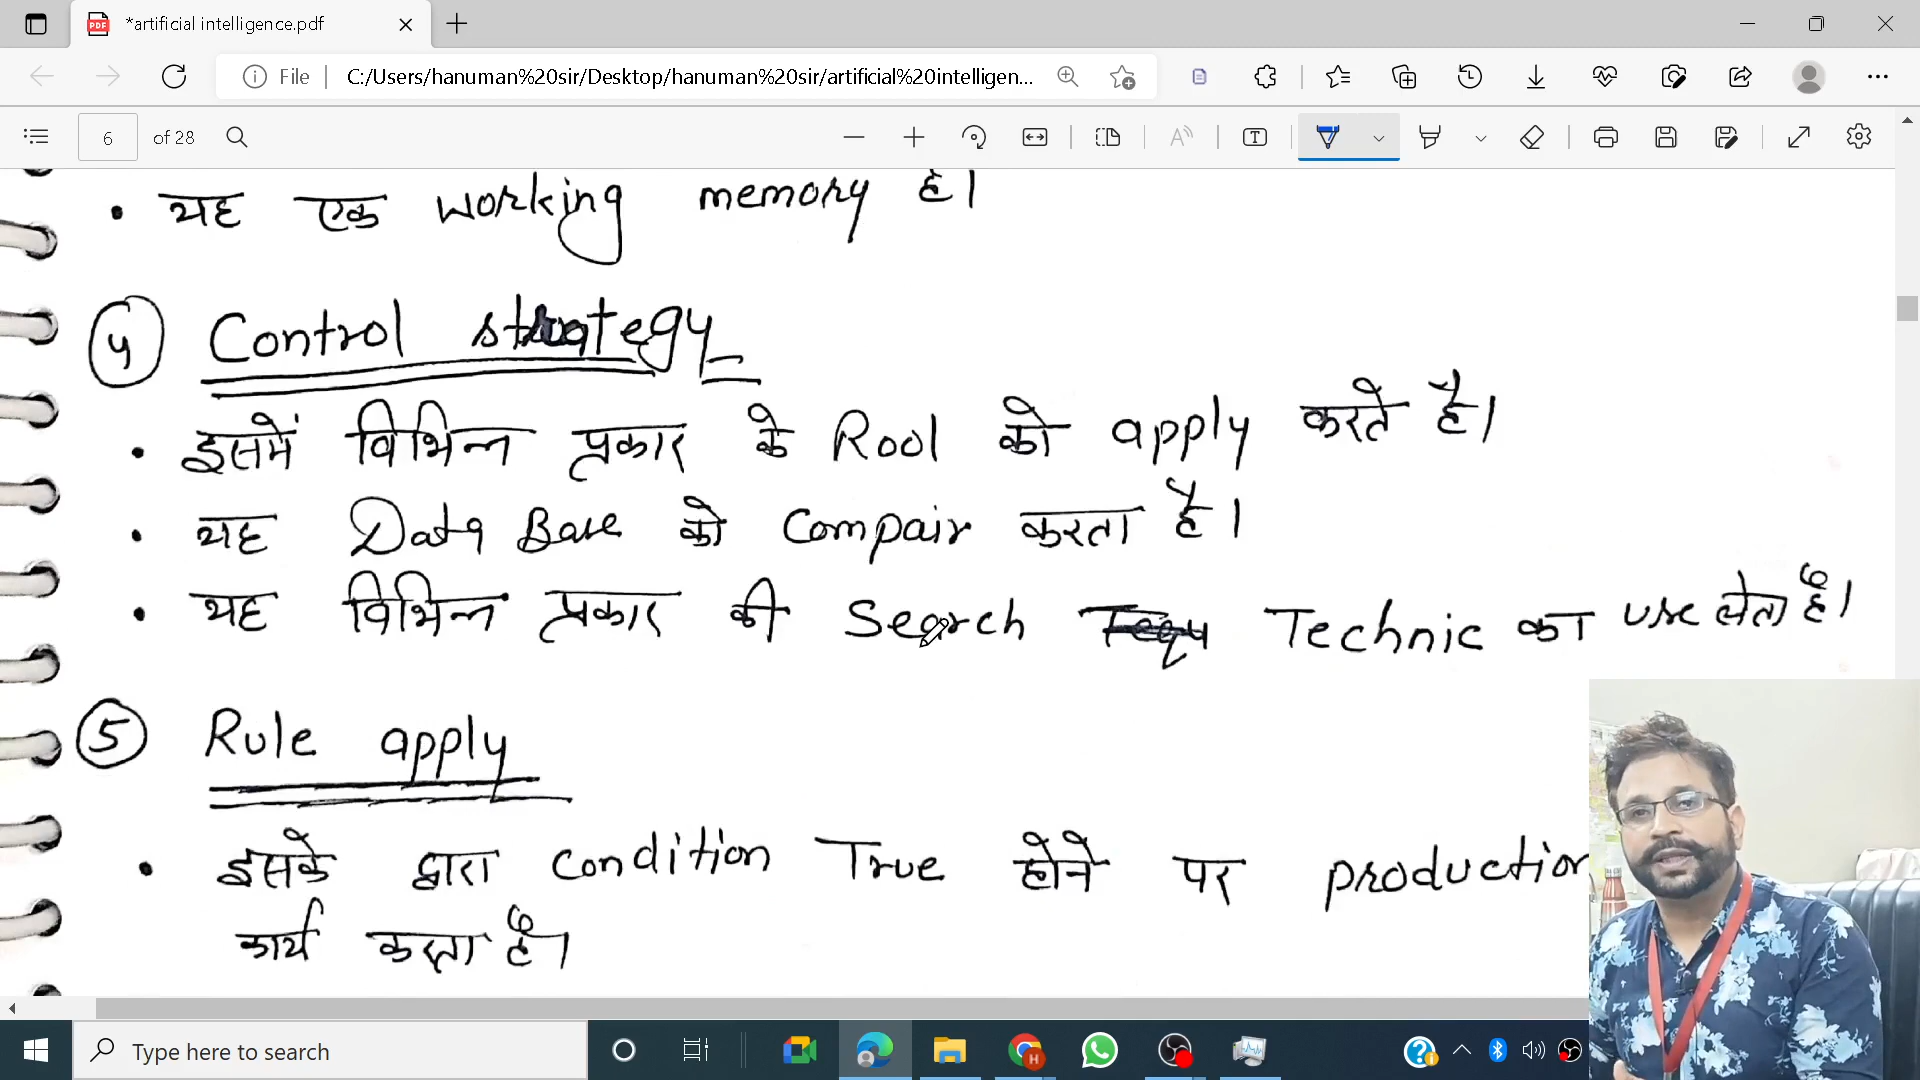 *artificial intelligence.pdf
File C:/Users/hanuman%20sir/Desktop/hanuman%20sir/artificial%20intelligen...
6 of 28
• यह एक working memory है।
4 Control strategy
• इसमें विभिन्न प्रकार के Rool को apply करते है।
• यह Data Base को Compair करता है।
• यह विभिन्न प्रकार की Search Technic का use लेता है।
5 Rule apply
• इसके द्वारा condition True होने पर production
कार्य करता है।
Type here to search